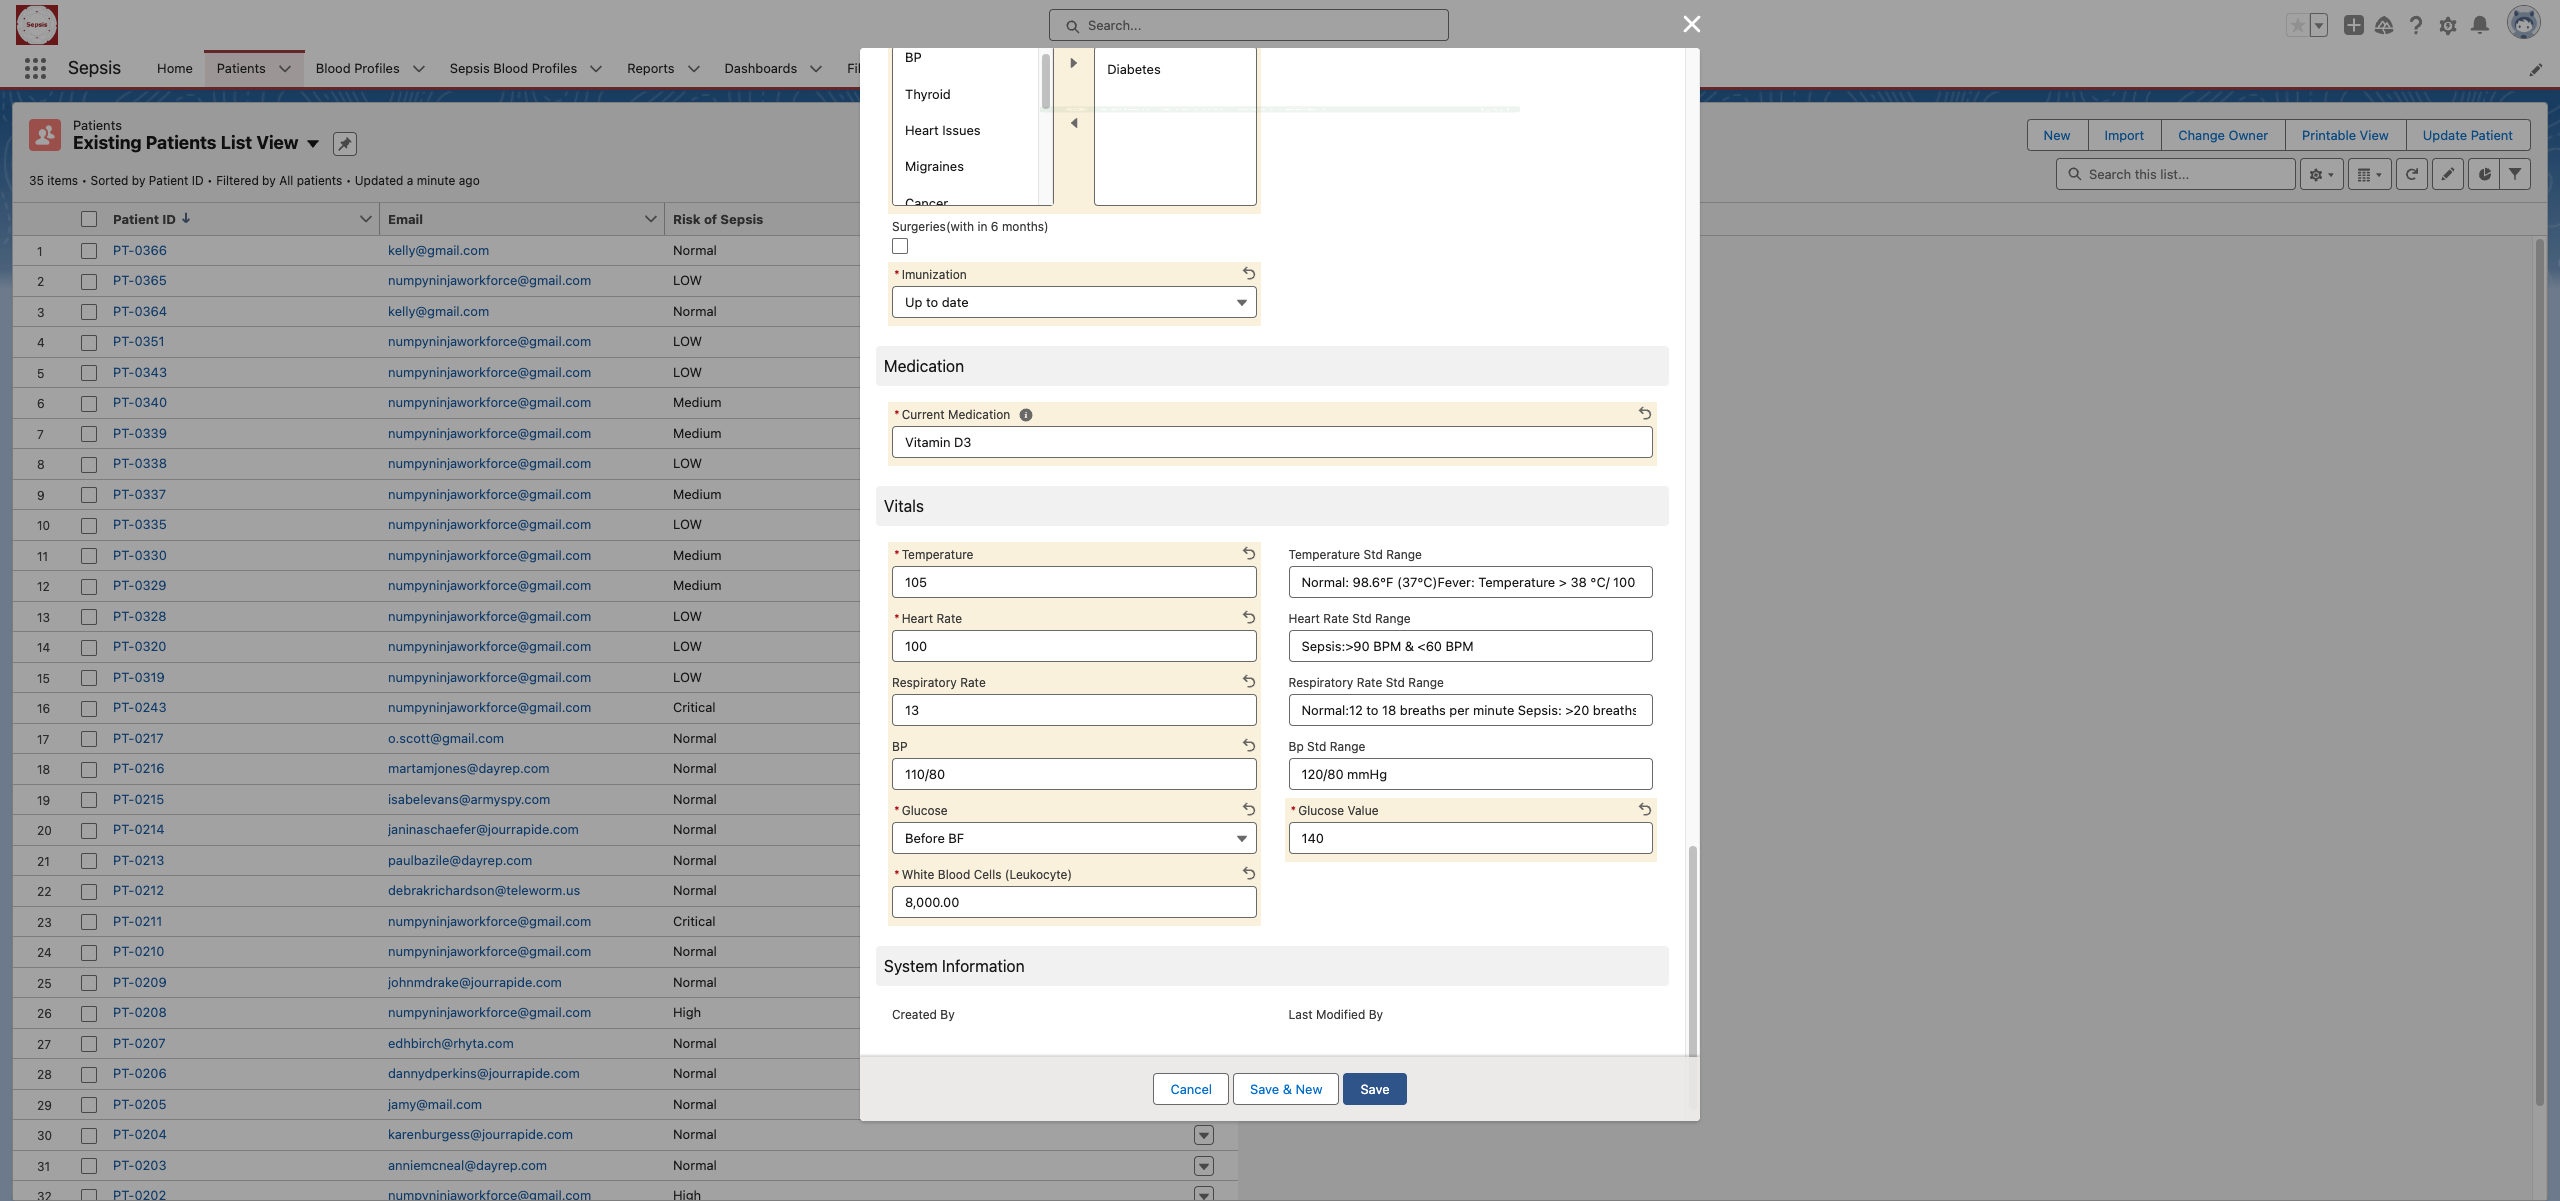 Sepsis
Search...
Sepsis
Home
Patients
Blood Profiles
Sepsis Blood Profiles
Reports
Dashboards
Patients
Existing Patients List View
35 items • Sorted by Patient ID • Filtered by All patients • Updated a minute ago
New
Import
Change Owner
Printable View
Update Patient
Search this list...
Patient ID Email Risk of Sepsis
1 PT-0366 kelly@gmail.com Normal
2 PT-0365 numpyninjaworkforce@gmail.com LOW
3 PT-0364 kelly@gmail.com Normal
4 PT-0351 numpyninjaworkforce@gmail.com LOW
5 PT-0343 numpyninjaworkforce@gmail.com LOW
6 PT-0340 numpyninjaworkforce@gmail.com Medium
7 PT-0339 numpyninjaworkforce@gmail.com Medium
8 PT-0338 numpyninjaworkforce@gmail.com LOW
9 PT-0337 numpyninjaworkforce@gmail.com Medium
10 PT-0335 numpyninjaworkforce@gmail.com LOW
11 PT-0330 numpyninjaworkforce@gmail.com Medium
12 PT-0329 numpyninjaworkforce@gmail.com Medium
13 PT-0328 numpyninjaworkforce@gmail.com LOW
14 PT-0320 numpyninjaworkforce@gmail.com LOW
15 PT-0319 numpyninjaworkforce@gmail.com LOW
16 PT-0243 numpyninjaworkforce@gmail.com Critical
17 PT-0217 o.scott@gmail.com Normal
18 PT-0216 martamjones@dayrep.com Normal
19 PT-0215 isabelevans@armyspy.com Normal
20 PT-0214 janinaschaefer@jourrapide.com Normal
21 PT-0213 paulbazile@dayrep.com Normal
22 PT-0212 debrakrichardson@teleworm.us Normal
23 PT-0211 numpyninjaworkforce@gmail.com Critical
24 PT-0210 numpyninjaworkforce@gmail.com Normal
25 PT-0209 johnmdrake@jourrapide.com Normal
26 PT-0208 numpyninjaworkforce@gmail.com High
27 PT-0207 edhbirch@rhyta.com Normal
28 PT-0206 dannydperkins@jourrapide.com Normal
29 PT-0205 jamy@mail.com Normal
30 PT-0204 karenburgess@jourrapide.com Normal
31 PT-0203 anniemcneal@dayrep.com Normal
32 PT-0202 numpyninjaworkforce@gmail.com High
BP
Thyroid
Heart Issues
Migraines
Cancer
Diabetes
Surgeries(with in 6 months)
* Imunization
Up to date
Medication
* Current Medication
Vitamin D3
Vitals
* Temperature
105
Temperature Std Range
Normal: 98.6°F (37°C)Fever: Temperature > 38 °C/ 100
* Heart Rate
100
Heart Rate Std Range
Sepsis:>90 BPM & <60 BPM
Respiratory Rate
13
Respiratory Rate Std Range
Normal:12 to 18 breaths per minute Sepsis: >20 breaths
BP
110/80
Bp Std Range
120/80 mmHg
* Glucose
Before BF
* Glucose Value
140
* White Blood Cells (Leukocyte)
8,000.00
System Information
Created By
Last Modified By
Cancel
Save & New
Save